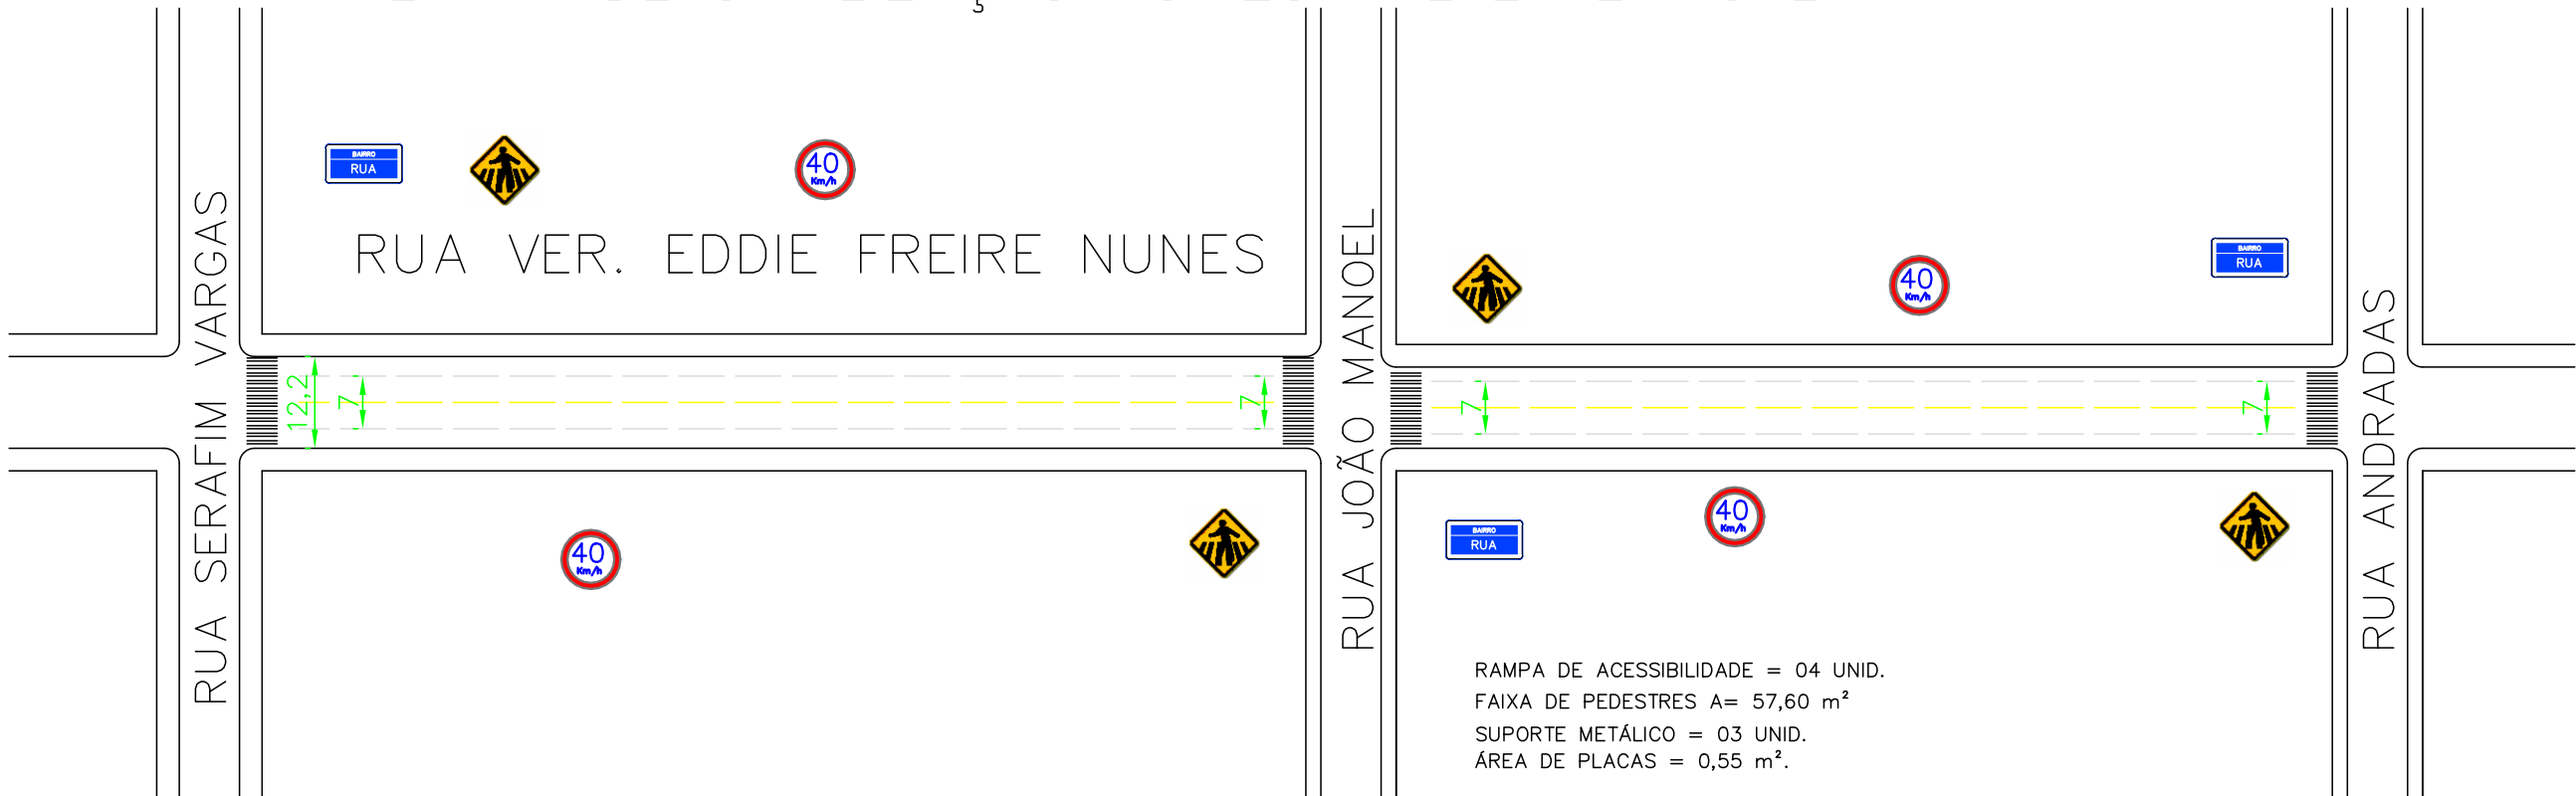 5
BAIRRO
RUA
40
Km/h
RUA VER. EDDIE FREIRE NUNES
40
Km/h
BAIRRO
RUA
RUA SERAFIM VARGAS
RUA JOÃO MANOEL
RUA ANDRADAS
12,2
7
7
7
7
40
Km/h
BAIRRO
RUA
40
Km/h
RAMPA DE ACESSIBILIDADE = 04 UNID.
FAIXA DE PEDESTRES A= 57,60 m²
SUPORTE METÁLICO = 03 UNID.
ÁREA DE PLACAS = 0,55 m².